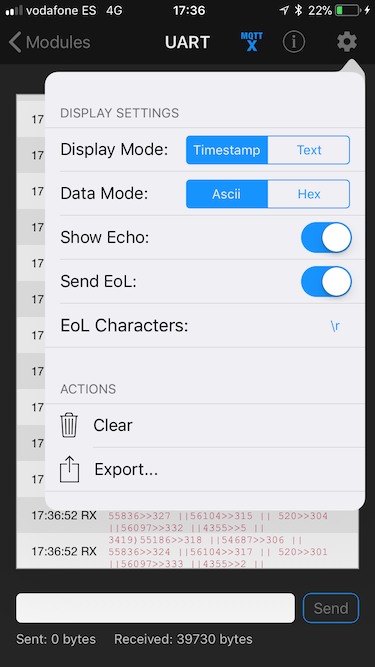 vodafone ES 4G 17:36 22%
Modules UART MQTT X i
DISPLAY SETTINGS
Display Mode: Timestamp Text
Data Mode: Ascii Hex
Show Echo:
Send EoL:
EoL Characters: \r
ACTIONS
Clear
Export...
17
17
17
17
17
17
17
17
17
17
17
17:36:52 RX 55836>>327 ||56104>>315 || 520>>304
||56097>>332 ||4355>>5 ||
3419)55186>>318 ||54687>>306 ||
17:36:52 RX 55836>>324 ||56104>>317 || 520>>301
||56097>>333 ||4355>>2 ||
Send
Sent: 0 bytes Received: 39730 bytes